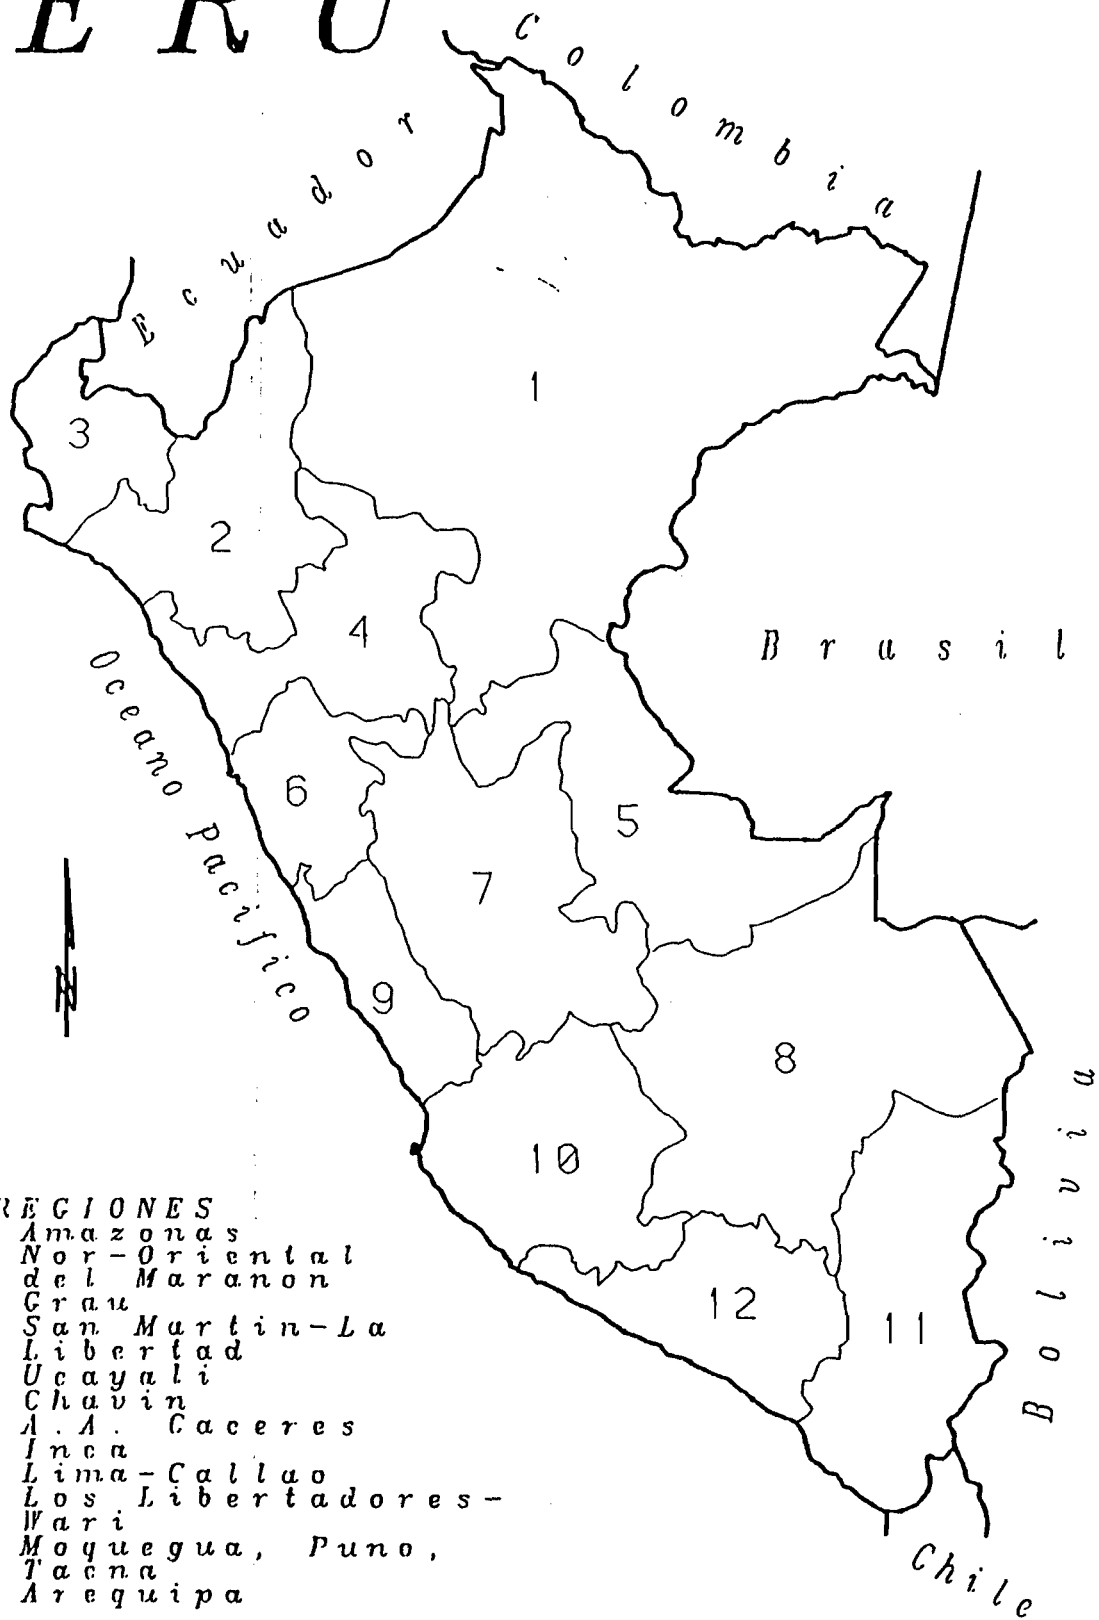 E R U
Colombia
Ecuador
1
3
2
4
Brasil
Oceano Pacifico
6
5
7
9
8
10
Bolivia
12
11
Chile
N
REGIONES
Amazonas
Nor-Oriental
del Maranon
Grau
San Martin-La
Libertad
Ucayali
Chavin
A.A. Caceres
Inca
Lima-Callao
Los Libertadores-
Wari
Moquegua, Puno,
Tacna
Arequipa